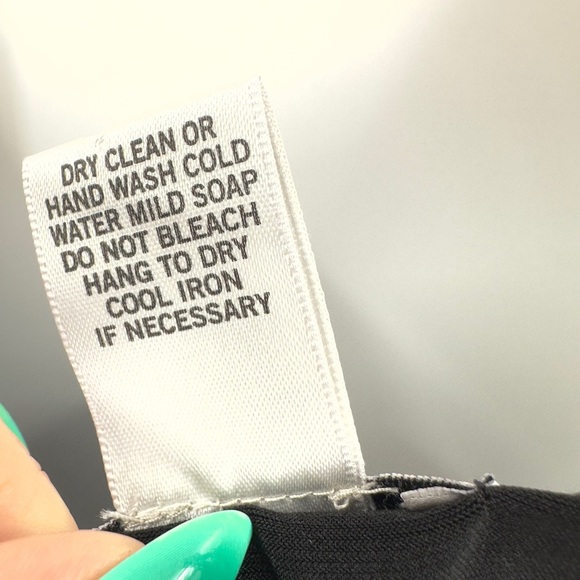 DRY CLEAN OR
HAND WASH COLD
WATER MILD SOAP
DO NOT BLEACH
HANG TO DRY
COOL IRON
IF NECESSARY